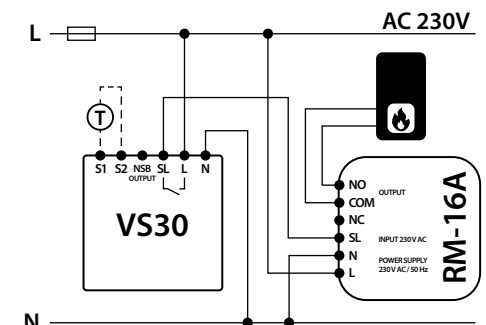 AC 230V
L
T
S1 S2 NSB OUTPUT SL L N
VS30
NO
COM
NC
SL
N
L
OUTPUT
INPUT 230V AC
POWER SUPPLY
230V AC / 50 Hz
RM-16A
N